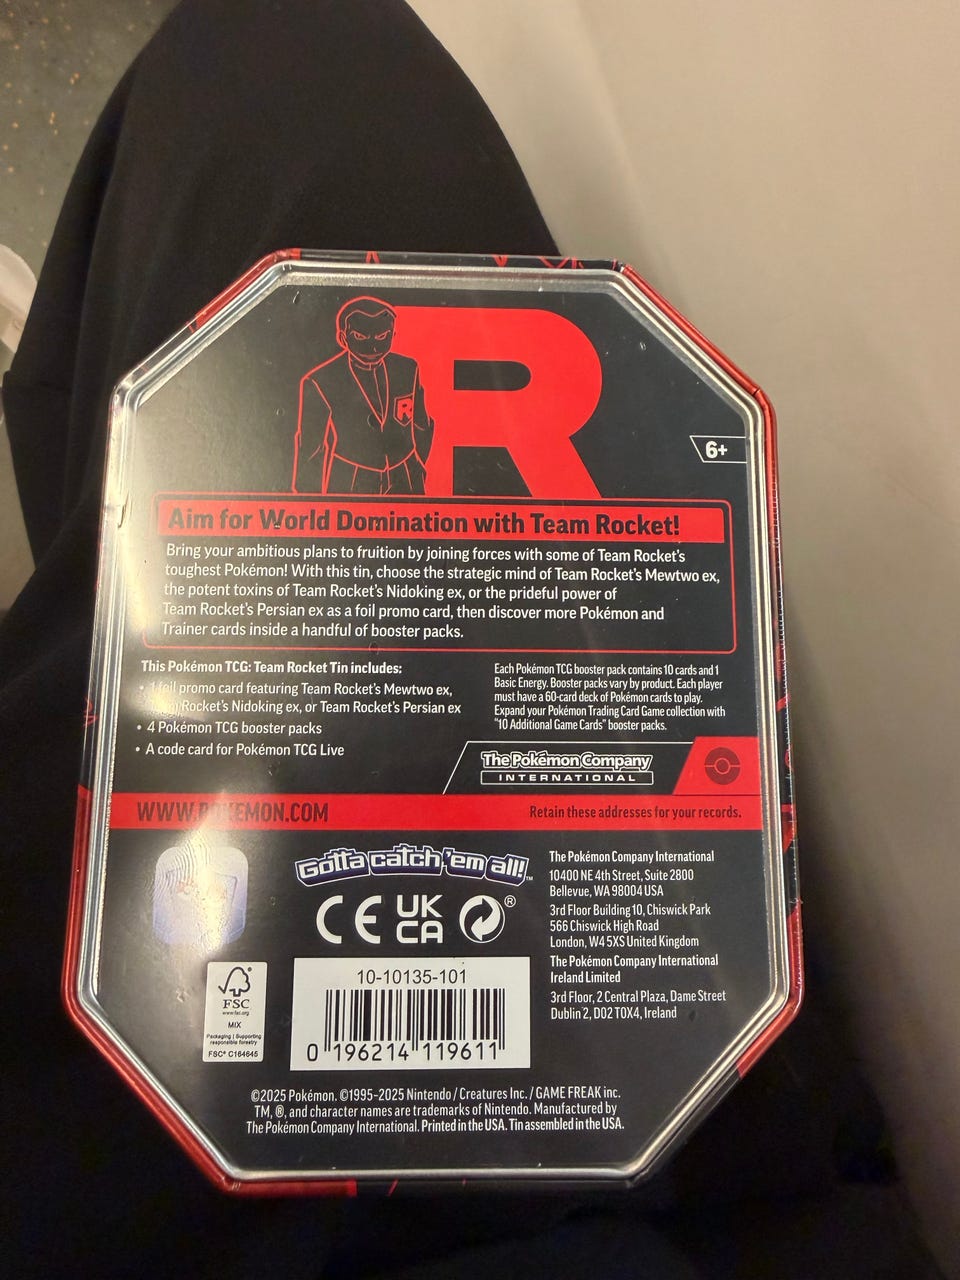 R
R
6+
Aim for World Domination with Team Rocket!
Bring your ambitious plans to fruition by joining forces with some of Team Rocket's
toughest Pokémon! With this tin, choose the strategic mind of Team Rocket's Mewtwo ex,
the potent toxins of Team Rocket's Nidoking ex, or the prideful power of
Team Rocket's Persian ex as a foil promo card, then discover more Pokémon and
Trainer cards inside a handful of booster packs.
This Pokémon TCG: Team Rocket Tin includes:
• 1 foil promo card featuring Team Rocket's Mewtwo ex,
Rocket's Nidoking ex, or Team Rocket's Persian ex
• 4 Pokémon TCG booster packs
• A code card for Pokémon TCG Live
Each Pokémon TCG booster pack contains 10 cards and 1
Basic Energy. Booster packs vary by product. Each player
must have a 60-card deck of Pokémon cards to play.
Expand your Pokémon Trading Card Game collection with
"10 Additional Game Cards" booster packs.
The Pokémon Company
INTERNATIONAL
WWW.POKEMON.COM
Retain these addresses for your records.
Gotta catch 'em all!™
CE UK CA ®
The Pokémon Company International
10400 NE 4th Street, Suite 2800
Bellevue, WA 98004 USA
3rd Floor Building 10, Chiswick Park
566 Chiswick High Road
London, W4 5XS United Kingdom
The Pokémon Company International
Ireland Limited
3rd Floor, 2 Central Plaza, Dame Street
Dublin 2, D02 T0X4, Ireland
FSC
www.fsc.org
MIX
Packaging | Supporting
responsible forestry
FSC® C164645
10-10135-101
0 196214 119611
©2025 Pokémon. ©1995–2025 Nintendo / Creatures Inc. / GAME FREAK inc.
TM, ®, and character names are trademarks of Nintendo. Manufactured by
The Pokémon Company International. Printed in the USA. Tin assembled in the USA.